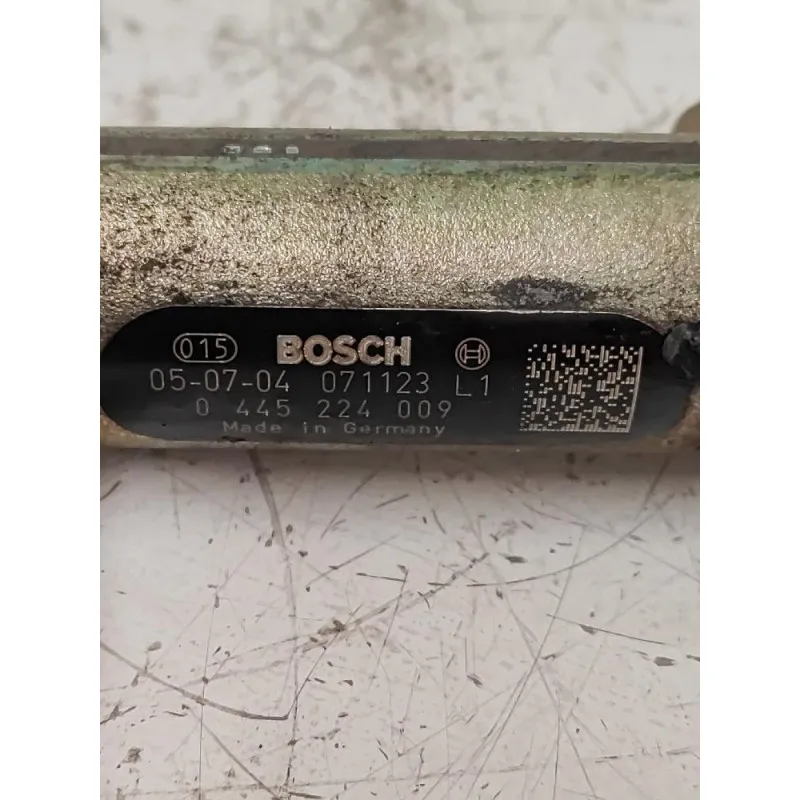 015 BOSCH
05-07-04 071123 L1
0 445 224 009
Made in Germany